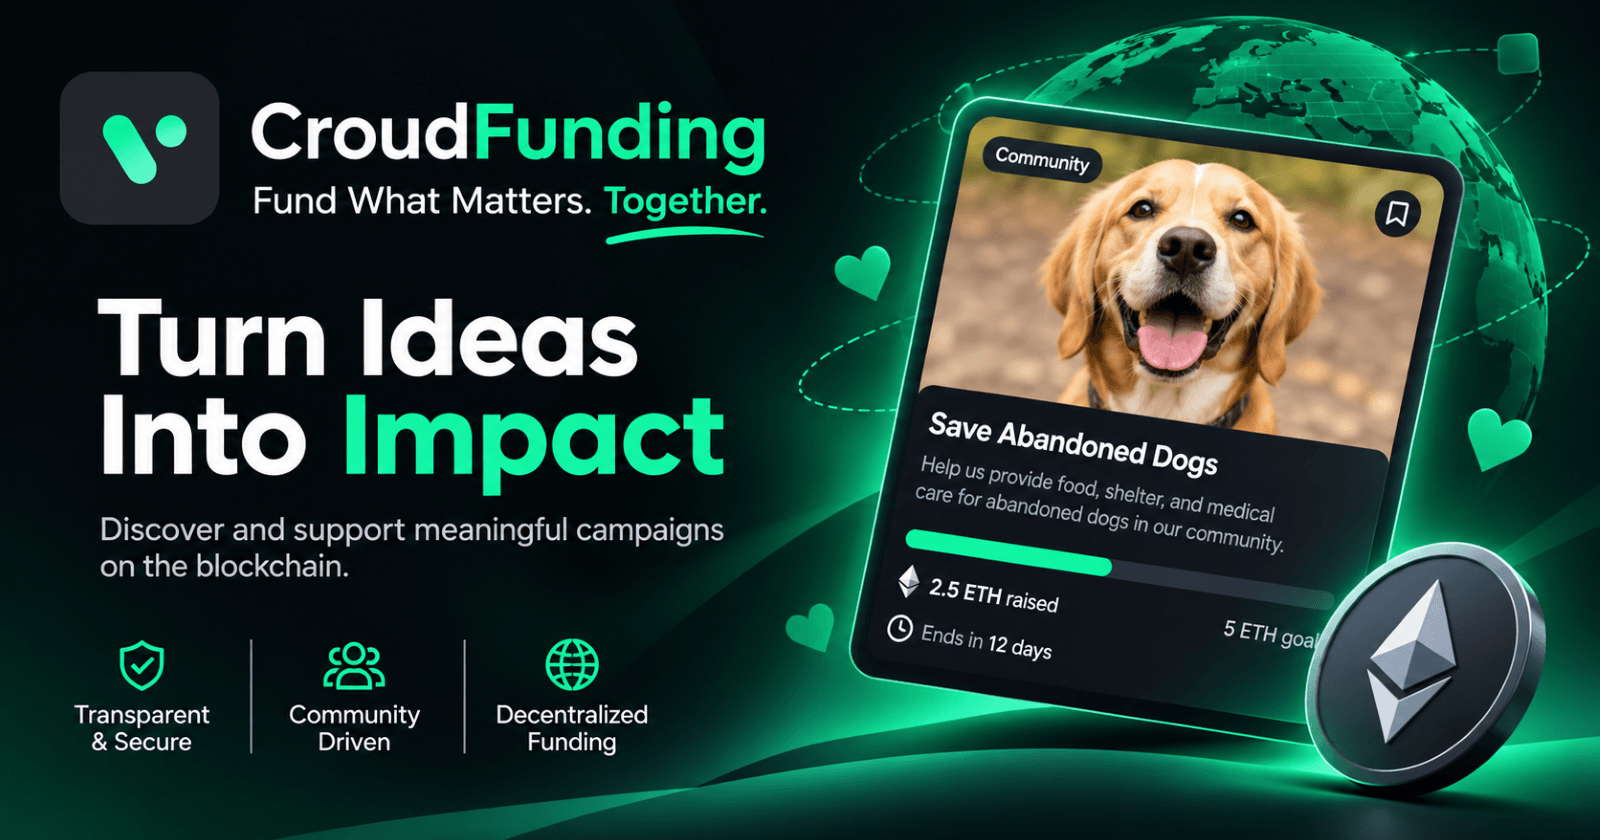 CroudFunding
Fund What Matters. Together.
Turn Ideas
Into Impact
Discover and support meaningful campaigns
on the blockchain.
Transparent
& Secure
Community
Driven
Decentralized
Funding
Community
Save Abandoned Dogs
Help us provide food, shelter, and medical
care for abandoned dogs in our community.
2.5 ETH raised
5 ETH goal
Ends in 12 days